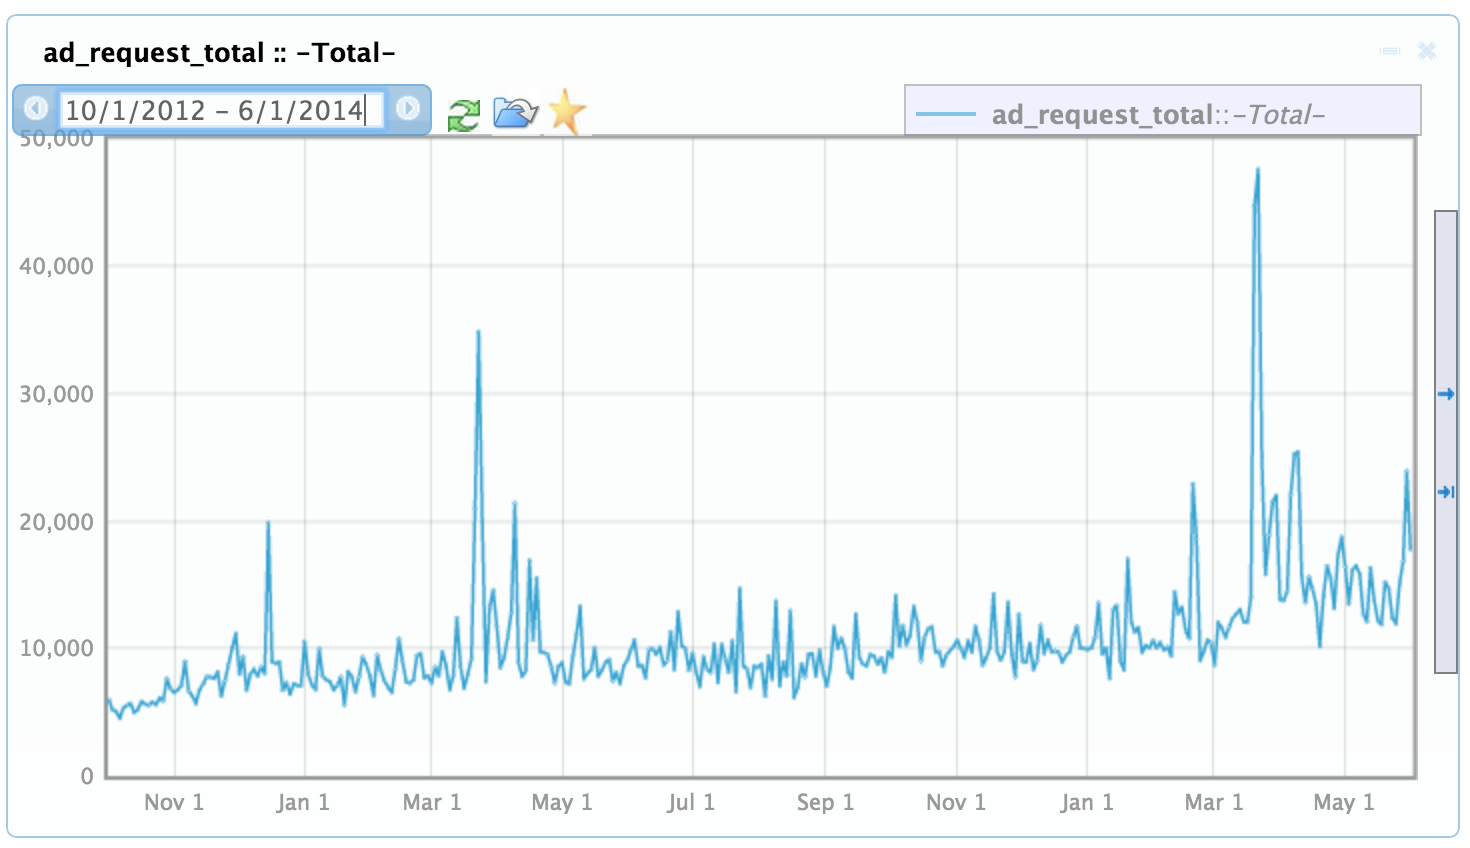 ad_request_total :: -Total-
10/1/2012 - 6/1/2014
ad_request_total::-Total-
50,000
40,000
30,000
20,000
10,000
0
Nov 1 Jan 1 Mar 1 May 1 Jul 1 Sep 1 Nov 1 Jan 1 Mar 1 May 1